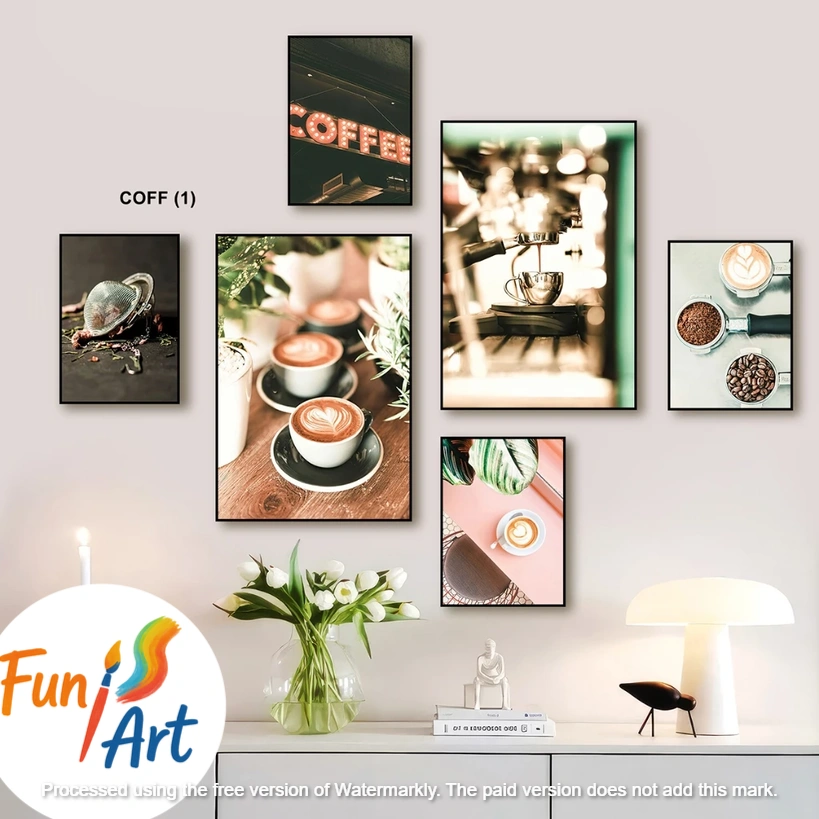 COFFEE
COFF (1)
Fun
Art
Processed using the free version of Watermarkly. The paid version does not add this mark.